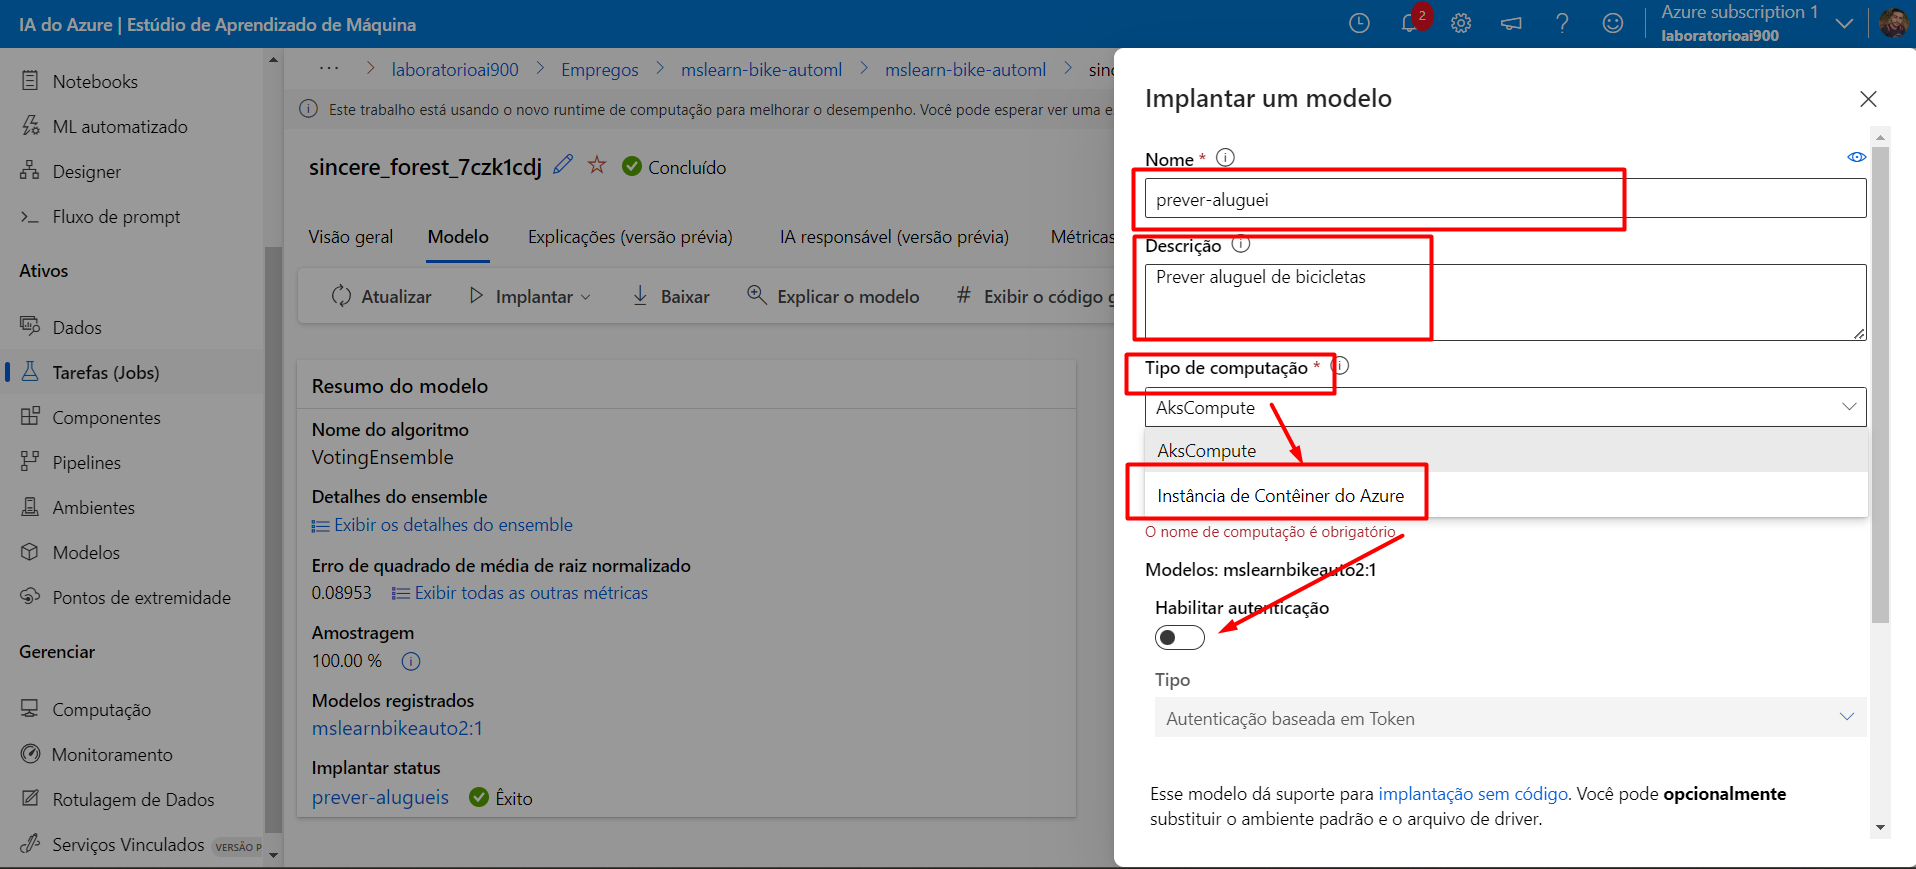 IA do Azure | Estúdio de Aprendizado de Máquina
2
Azure subscription 1
laboratorioai900
Notebooks
ML automatizado
Designer
Fluxo de prompt
Ativos
Dados
Tarefas (Jobs)
Componentes
Pipelines
Ambientes
Modelos
Pontos de extremidade
Gerenciar
Computação
Monitoramento
Rotulagem de Dados
Serviços Vinculados VERSÃO P
... > laboratorioai900 > Empregos > mslearn-bike-automl > mslearn-bike-automl > sinc
Este trabalho está usando o novo runtime de computação para melhorar o desempenho. Você pode esperar ver uma e
sincere_forest_7czk1cdj Concluído
Visão geral Modelo Explicações (versão prévia) IA responsável (versão prévia) Métricas
Atualizar Implantar Baixar Explicar o modelo # Exibir o código g
Resumo do modelo
Nome do algoritmo
VotingEnsemble
Detalhes do ensemble
Exibir os detalhes do ensemble
Erro de quadrado de média de raiz normalizado
0.08953 Exibir todas as outras métricas
Amostragem
100.00 %
Modelos registrados
mslearnbikeauto2:1
Implantar status
prever-alugueis Êxito
Implantar um modelo
Nome *
prever-aluguei
Descrição
Prever aluguel de bicicletas
Tipo de computação *
AksCompute
AksCompute
Instância de Contêiner do Azure
O nome de computação é obrigatório.
Modelos: mslearnbikeauto2:1
Habilitar autenticação
Tipo
Autenticação baseada em Token
Esse modelo dá suporte para implantação sem código. Você pode opcionalmente
substituir o ambiente padrão e o arquivo de driver.